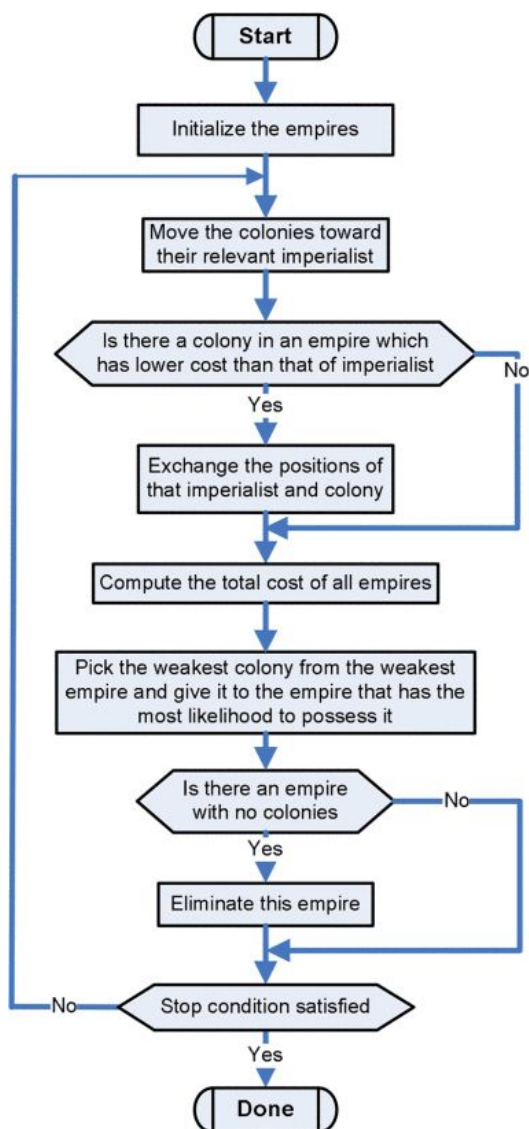 Start
Initialize the empires
Move the colonies toward
their relevant imperialist
Is there a colony in an empire which
has lower cost than that of imperialist
No
Yes
Exchange the positions of
that imperialist and colony
Compute the total cost of all empires
Pick the weakest colony from the weakest
empire and give it to the empire that has the
most likelihood to possess it
Is there an empire
with no colonies
No
Yes
Eliminate this empire
Stop condition satisfied
No
Yes
Done